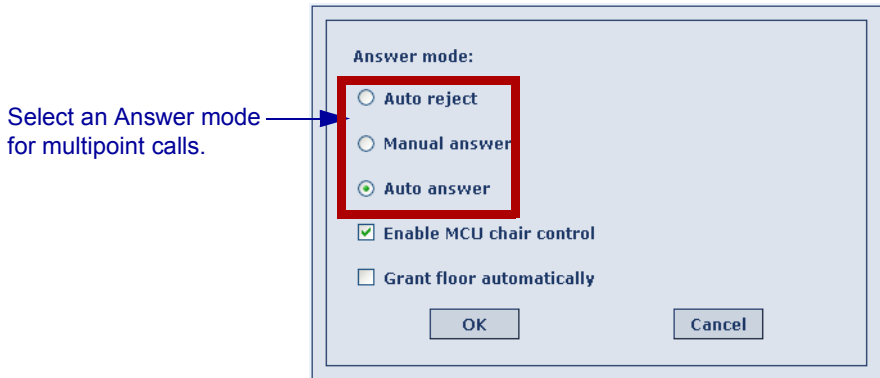 Answer mode:
Auto reject
Select an Answer mode
for multipoint calls.
Manual answer
Auto answer
Enable MCU chair control
Grant floor automatically
OK
Cancel